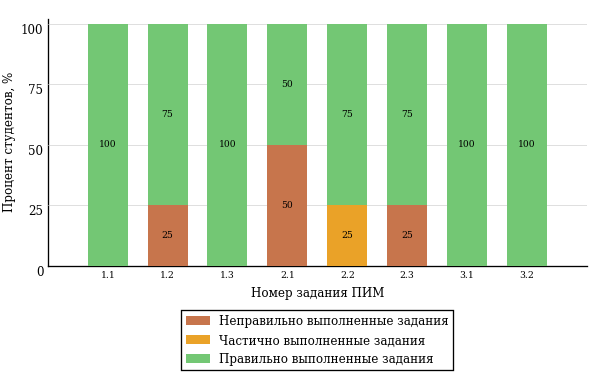 Процент студентов, %
100
75
50
25
0
100
75
25
100
50
50
75
25
75
25
100
100
1.1 1.2 1.3 2.1 2.2 2.3 3.1 3.2
Номер задания ПИМ
Неправильно выполненные задания
Частично выполненные задания
Правильно выполненные задания